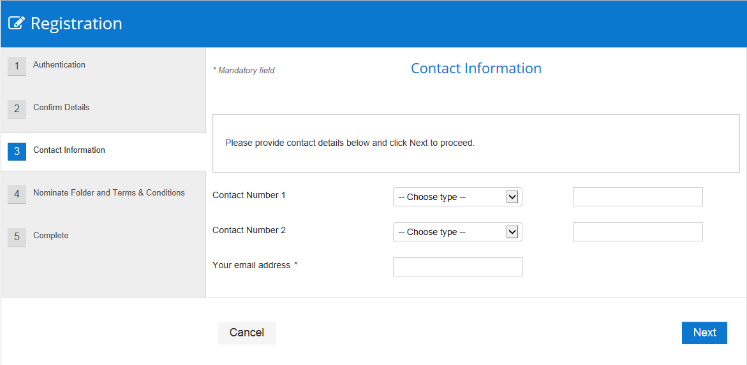 Registration
1 Authentication
2 Confirm Details
3 Contact Information
4 Nominate Folder and Terms & Conditions
5 Complete
* Mandatory field
Contact Information
Please provide contact details below and click Next to proceed.
Contact Number 1 -- Choose type --
Contact Number 2 -- Choose type --
Your email address *
Cancel Next